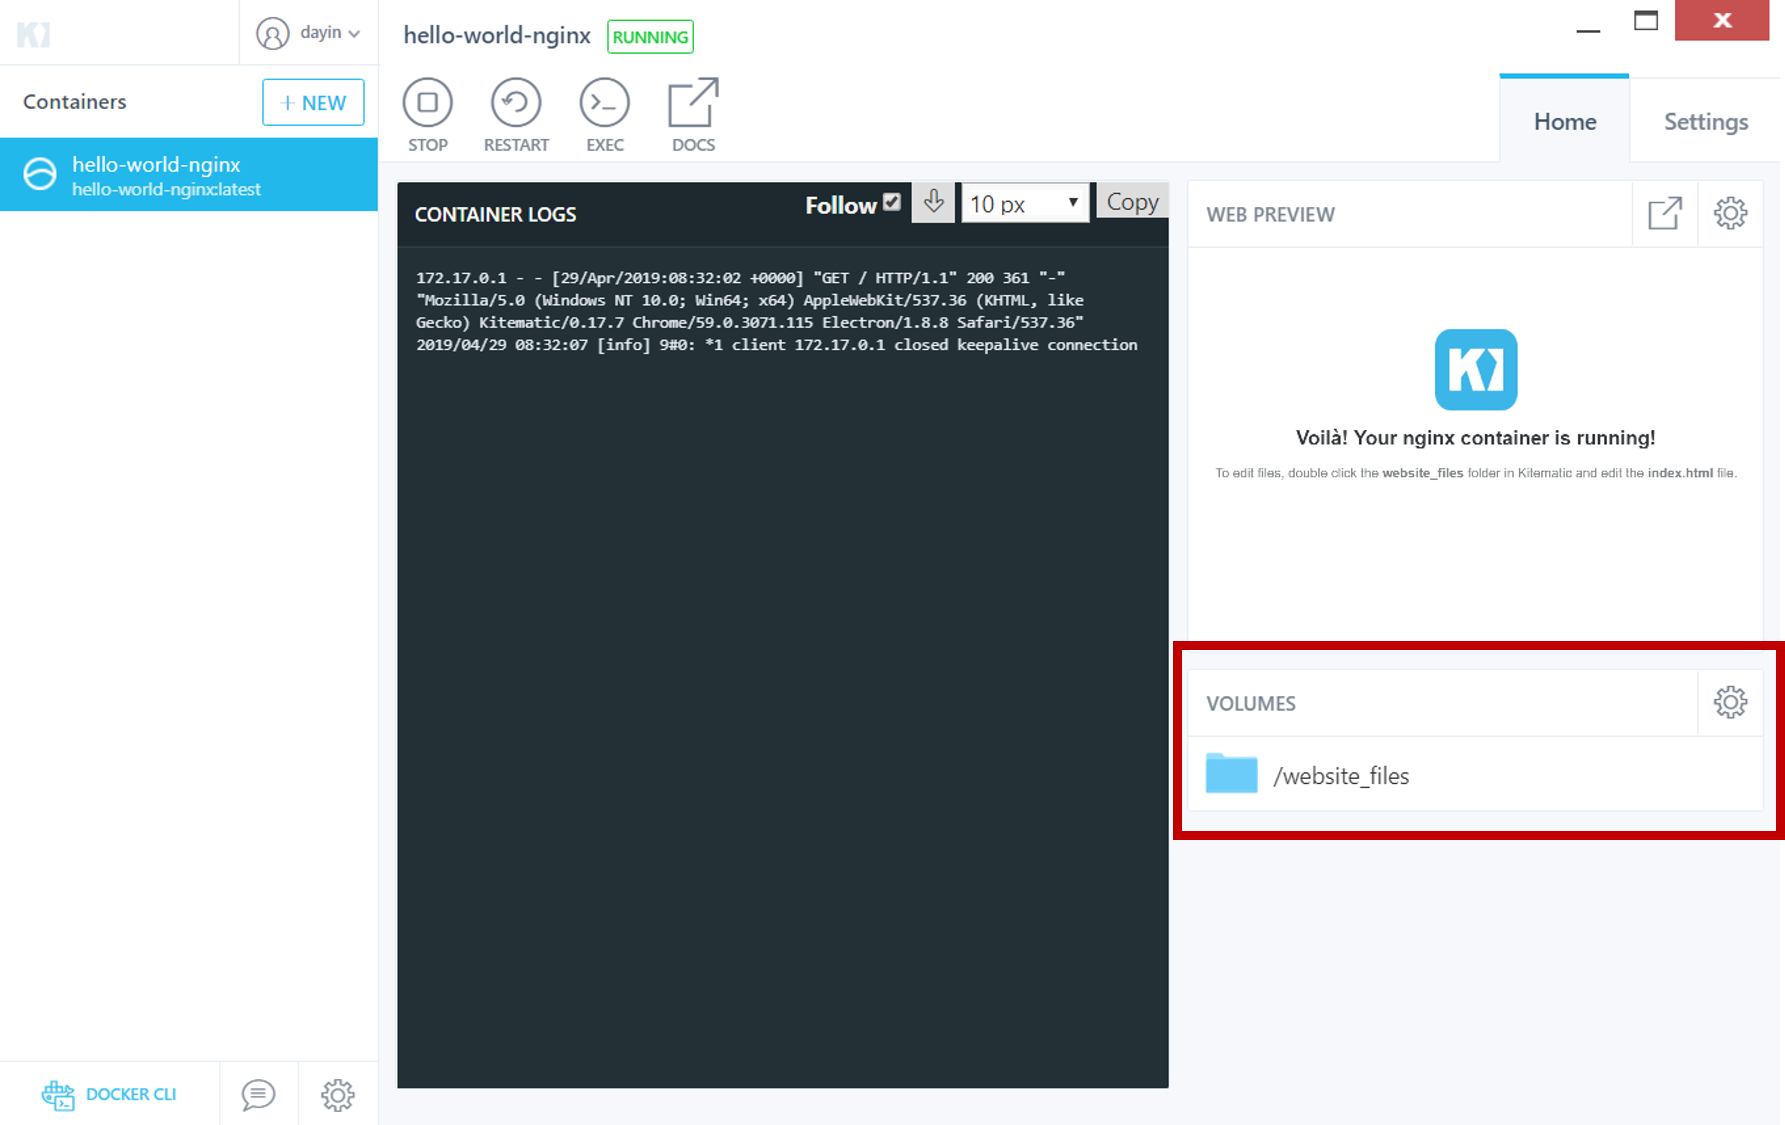 dayin
hello-world-nginx RUNNING
Containers
+ NEW
hello-world-nginx
hello-world-nginx:latest
STOP
RESTART
EXEC
DOCS
Home
Settings
CONTAINER LOGS
Follow
10 px
Copy
172.17.0.1 - - [29/Apr/2019:08:32:02 +0000] "GET / HTTP/1.1" 200 361 "-"
"Mozilla/5.0 (Windows NT 10.0; Win64; x64) AppleWebKit/537.36 (KHTML, like
Gecko) Kitematic/0.17.7 Chrome/59.0.3071.115 Electron/1.8.8 Safari/537.36"
2019/04/29 08:32:07 [info] 9#0: *1 client 172.17.0.1 closed keepalive connection
WEB PREVIEW
Voilà! Your nginx container is running!
To edit files, double click the website_files folder in Kitematic and edit the index.html file.
VOLUMES
/website_files
DOCKER CLI